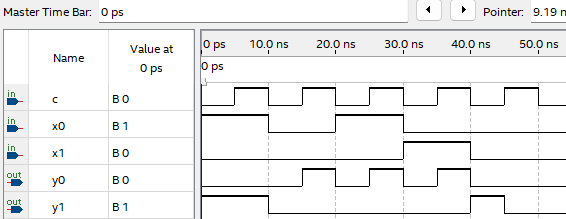 Master Time Bar: 0 ps Pointer: 9.19 n
Name Value at 0 ps
0 ps 10.0 ns 20.0 ns 30.0 ns 40.0 ns 50.0 ns
0 ps
in c B 0
in x0 B 1
in x1 B 0
out y0 B 0
out y1 B 1